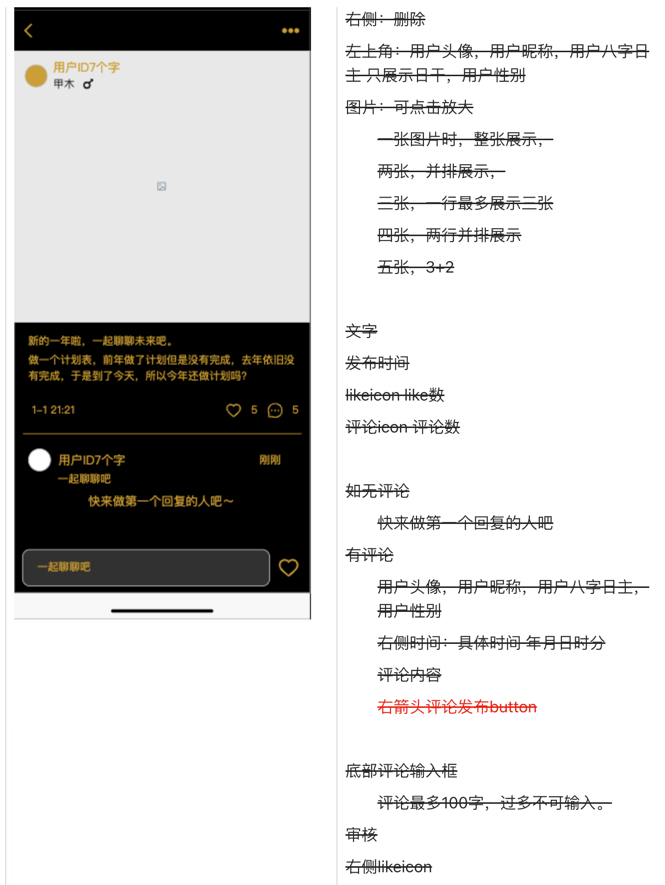 用户ID7个字
甲木
新的一年啦，一起聊聊未来吧。
做一个计划表，前年做了计划但是没有完成，去年依旧没
有完成，于是到了今天，所以今年还做计划吗？
1-1 21:21
5
5
用户ID7个字
刚刚
一起聊聊吧
快来做第一个回复的人吧～
一起聊聊吧
右侧：删除
左上角：用户头像，用户昵称，用户八字日
主 只展示日干，用户性别
图片：可点击放大
一张图片时，整张展示，
两张，并排展示，
三张，一行最多展示三张
四张，两行并排展示
五张，3+2
文字
发布时间
likeicon like数
评论icon 评论数
如无评论
快来做第一个回复的人吧
有评论
用户头像，用户昵称，用户八字日主，
用户性别
右侧时间：具体时间 年月日时分
评论内容
右箭头评论发布button
底部评论输入框
评论最多100字，过多不可输入。
审核
右侧likeicon